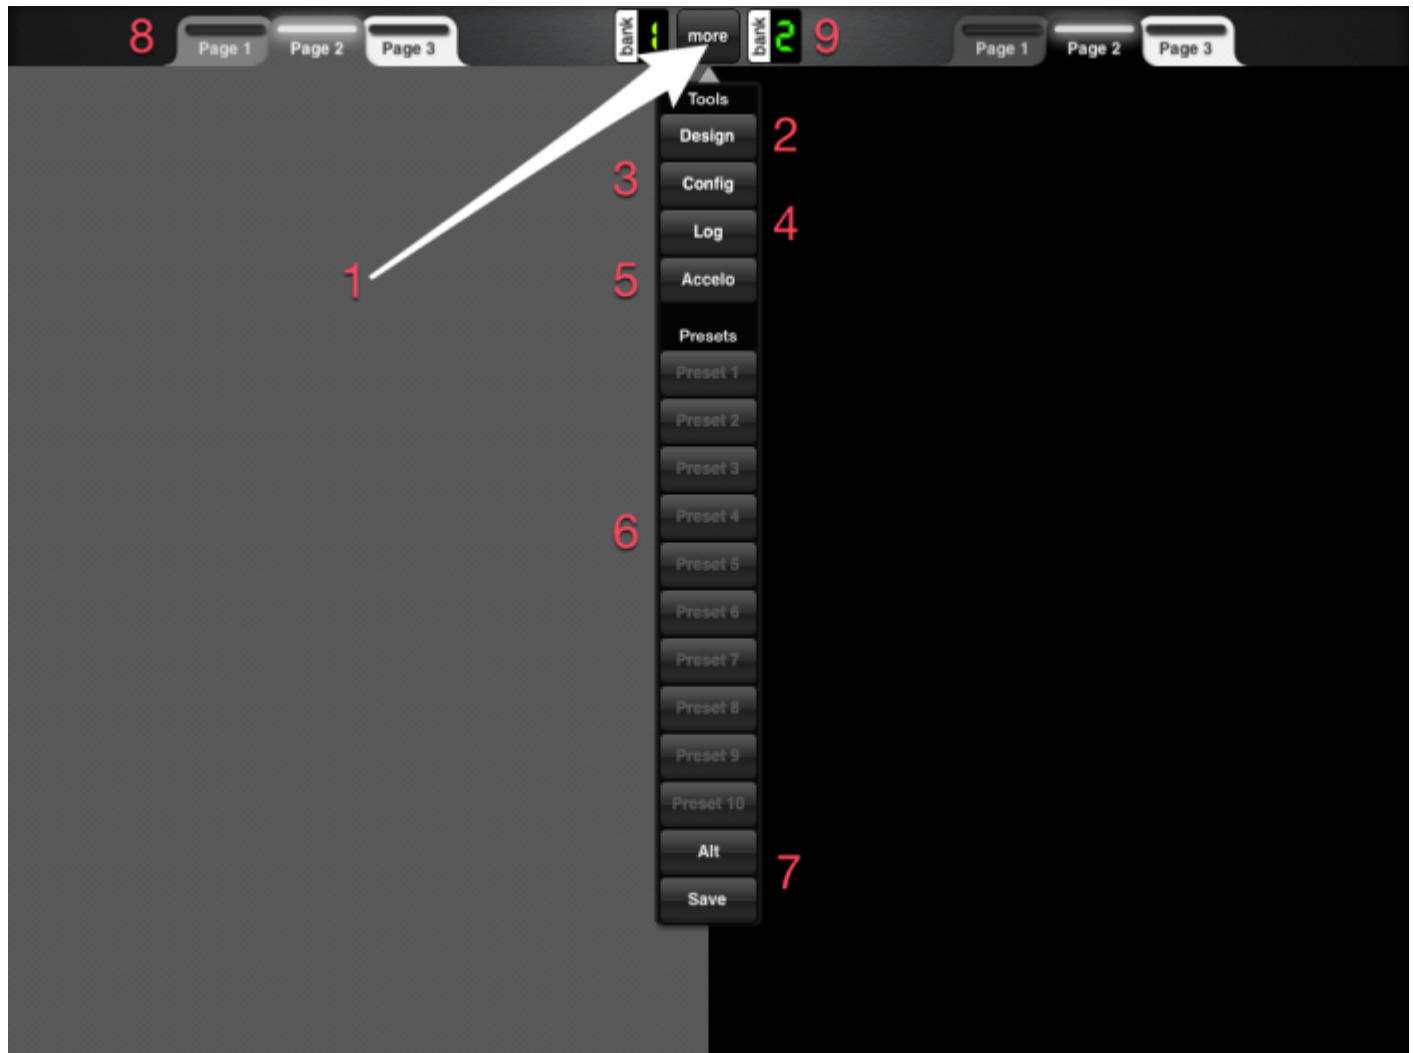 8 Page 1 Page 2 Page 3 bank 1 more bank 2 9 Page 1 Page 2 Page 3
Tools
Design 2
3 Config
Log 4
1 5 Accelo
Presets
Preset 1
Preset 2
Preset 3
6 Preset 4
Preset 5
Preset 6
Preset 7
Preset 8
Preset 9
Preset 10
Alt
7
Save